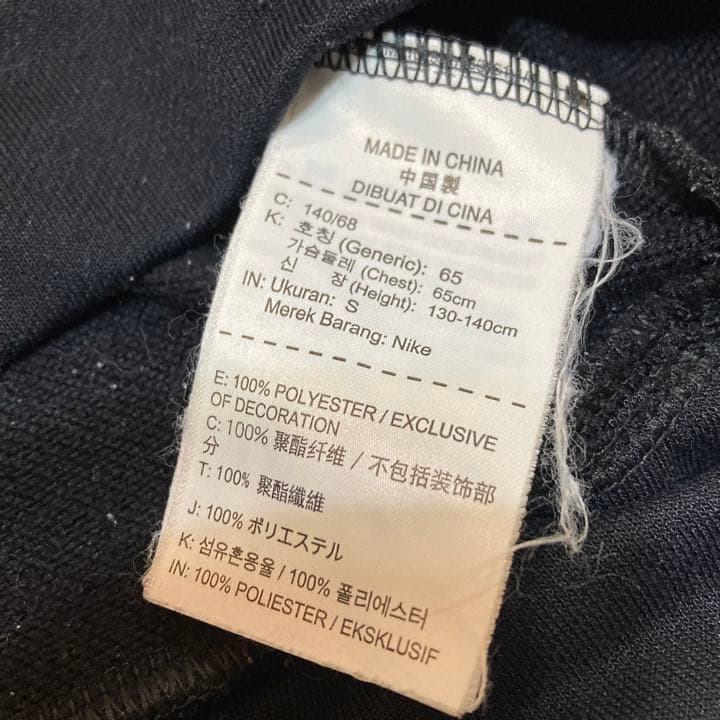 MADE IN CHINA
中国製
DIBUAT DI CINA
C: 140/68
K: 호칭 (Generic): 65
가슴둘레 (Chest): 65cm
신 장 (Height): 130-140cm
IN: Ukuran: S
Merek Barang: Nike
E: 100% POLYESTER / EXCLUSIVE
OF DECORATION
C: 100% 聚酯纤维 / 不包括装饰部
分
T: 100% 聚酯纖維
J: 100% ポリエステル
K: 섬유혼용율 / 100% 폴리에스터
IN: 100% POLIESTER / EKSKLUSIF